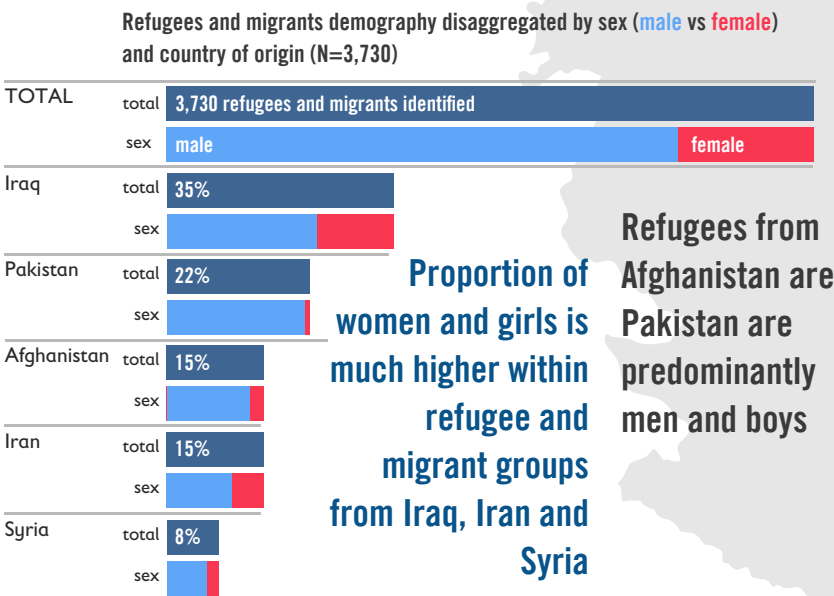 Refugees and migrants demography disaggregated by sex (male vs female)
and country of origin (N=3,730)
TOTAL
total 3,730 refugees and migrants identified
sex male female
Iraq
total 35%
sex
Pakistan
total 22%
sex
Afghanistan
total 15%
sex
Iran
total 15%
sex
Syria
total 8%
sex
Proportion of
women and girls is
much higher within
refugee and
migrant groups
from Iraq, Iran and
Syria
Refugees from
Afghanistan are
Pakistan are
predominantly
men and boys